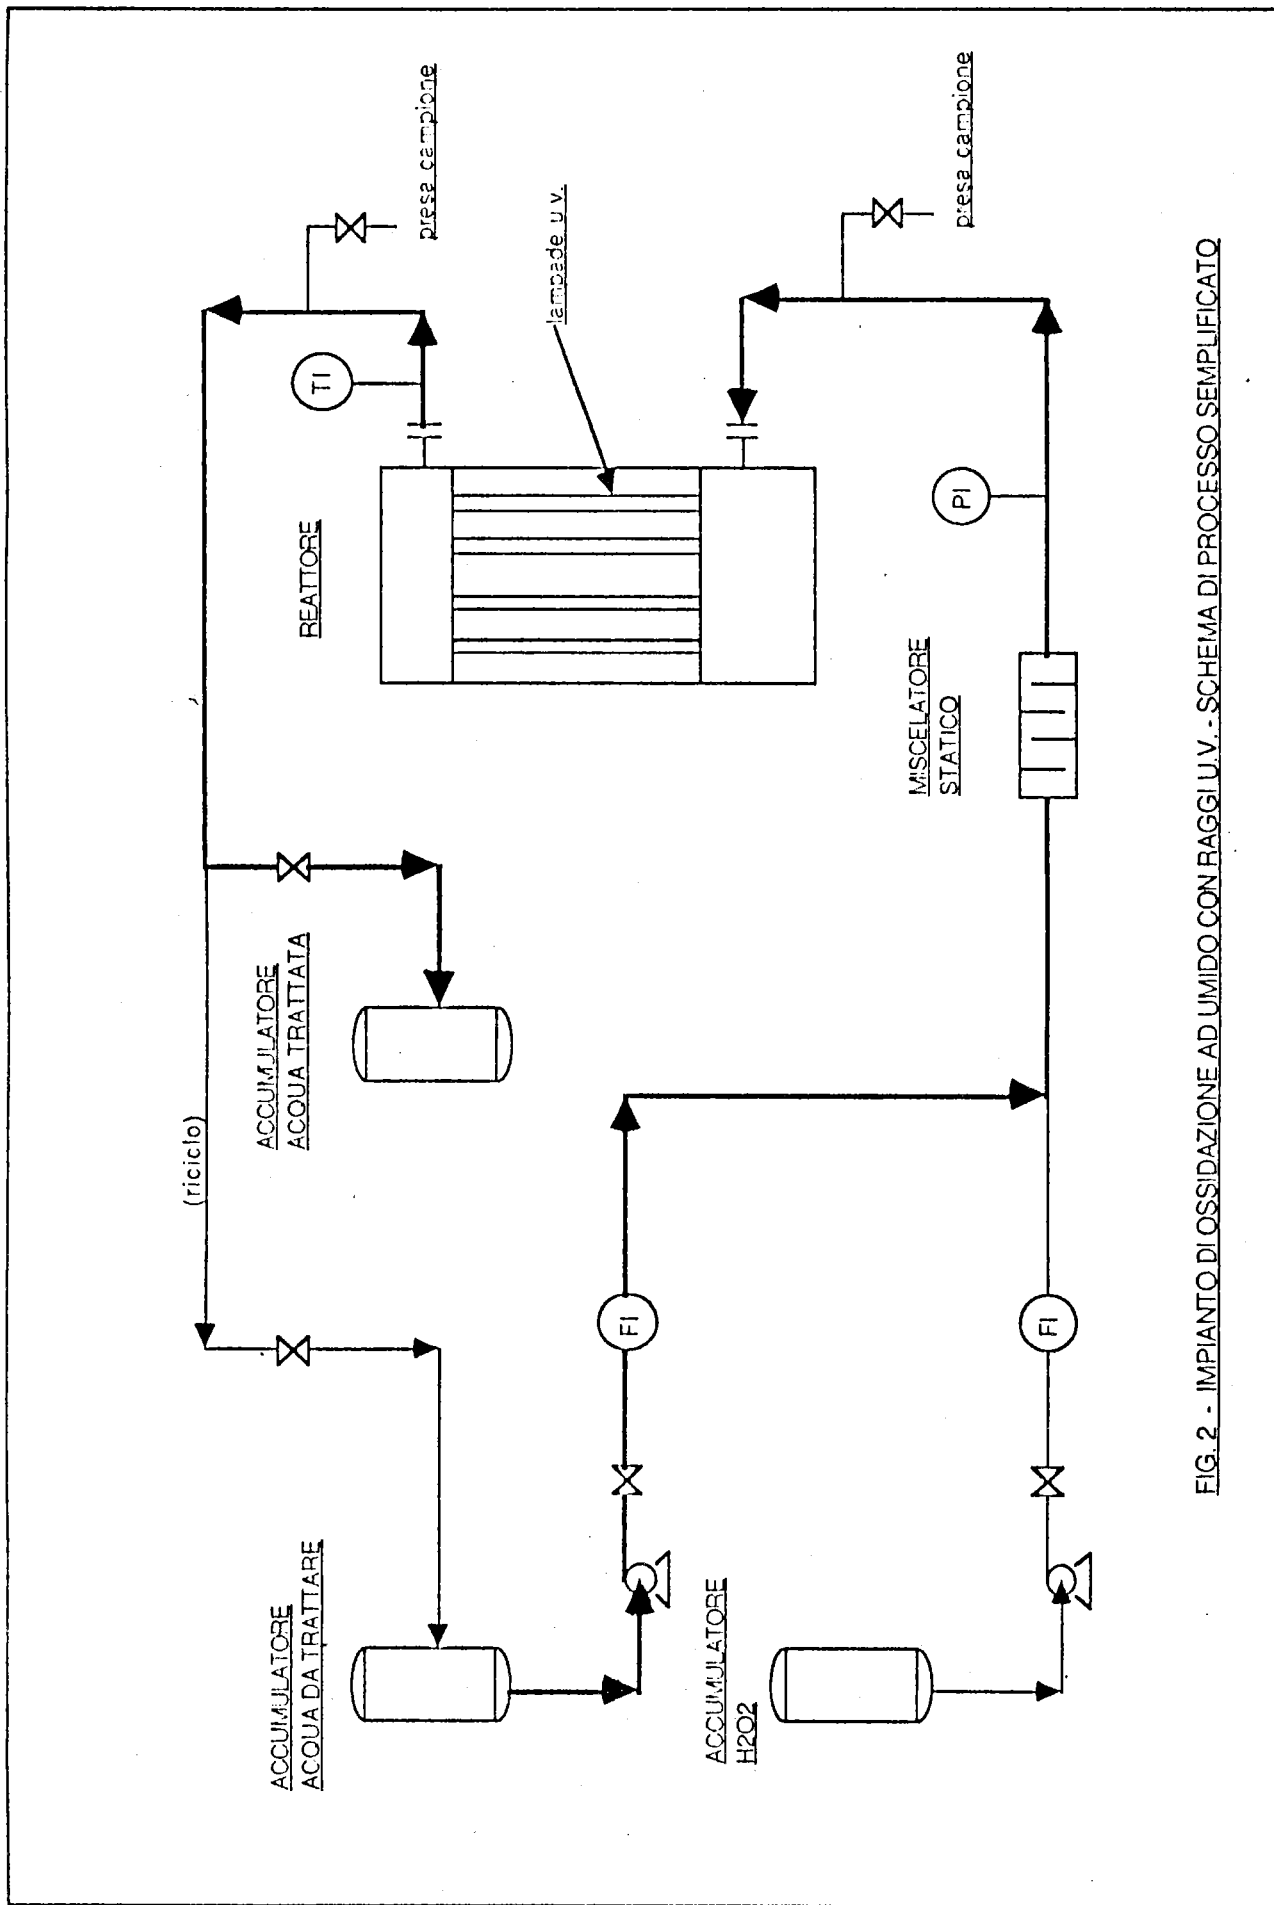 (riciclo)
ACCUMULATORE
ACQUA DA TRATTARE
ACCUMULATORE
ACQUA TRATTATA
REATTORE
TI
presa campione
lampade u.v.
FI
ACCUMULATORE
H2O2
FI
MISCELATORE
STATICO
PI
presa campione
FIG. 2 - IMPIANTO DI OSSIDAZIONE AD UMIDO CON RAGGI U.V. - SCHEMA DI PROCESSO SEMPLIFICATO